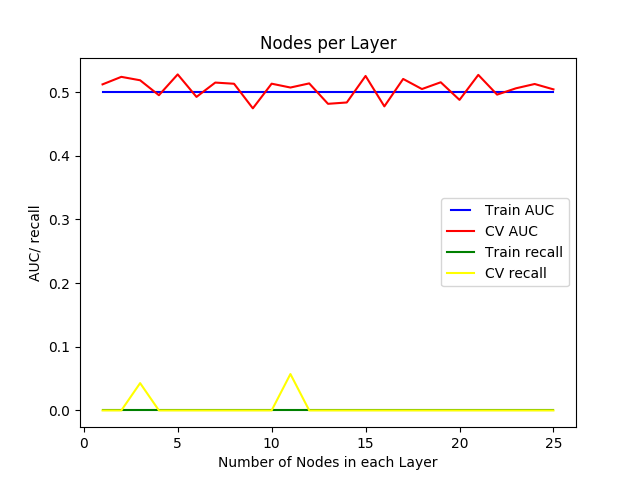 Nodes per Layer
AUC/ recall
0.5
0.4
0.3
0.2
0.1
0.0
Train AUC
CV AUC
Train recall
CV recall
0
5
10
15
20
25
Number of Nodes in each Layer